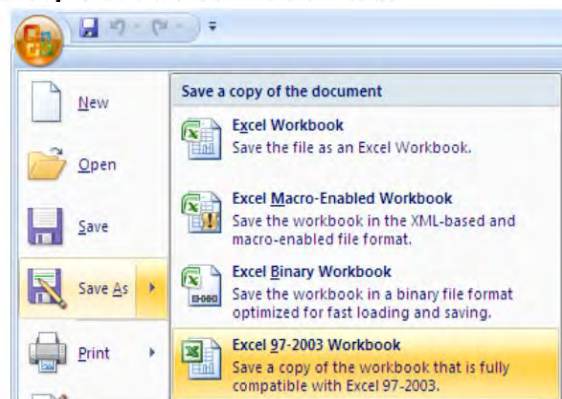 New
Open
Save
Save As
Print
Save a copy of the document
Excel Workbook
Save the file as an Excel Workbook.
Excel Macro-Enabled Workbook
Save the workbook in the XML-based and
macro-enabled file format.
Excel Binary Workbook
Save the workbook in a binary file format
optimized for fast loading and saving.
Excel 97-2003 Workbook
Save a copy of the workbook that is fully
compatible with Excel 97-2003.